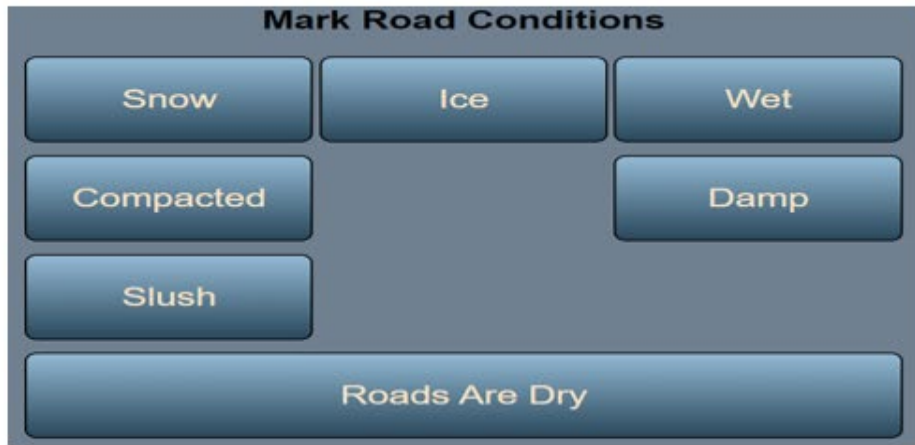 Mark Road Conditions
Snow Ice Wet
Compacted Damp
Slush
Roads Are Dry